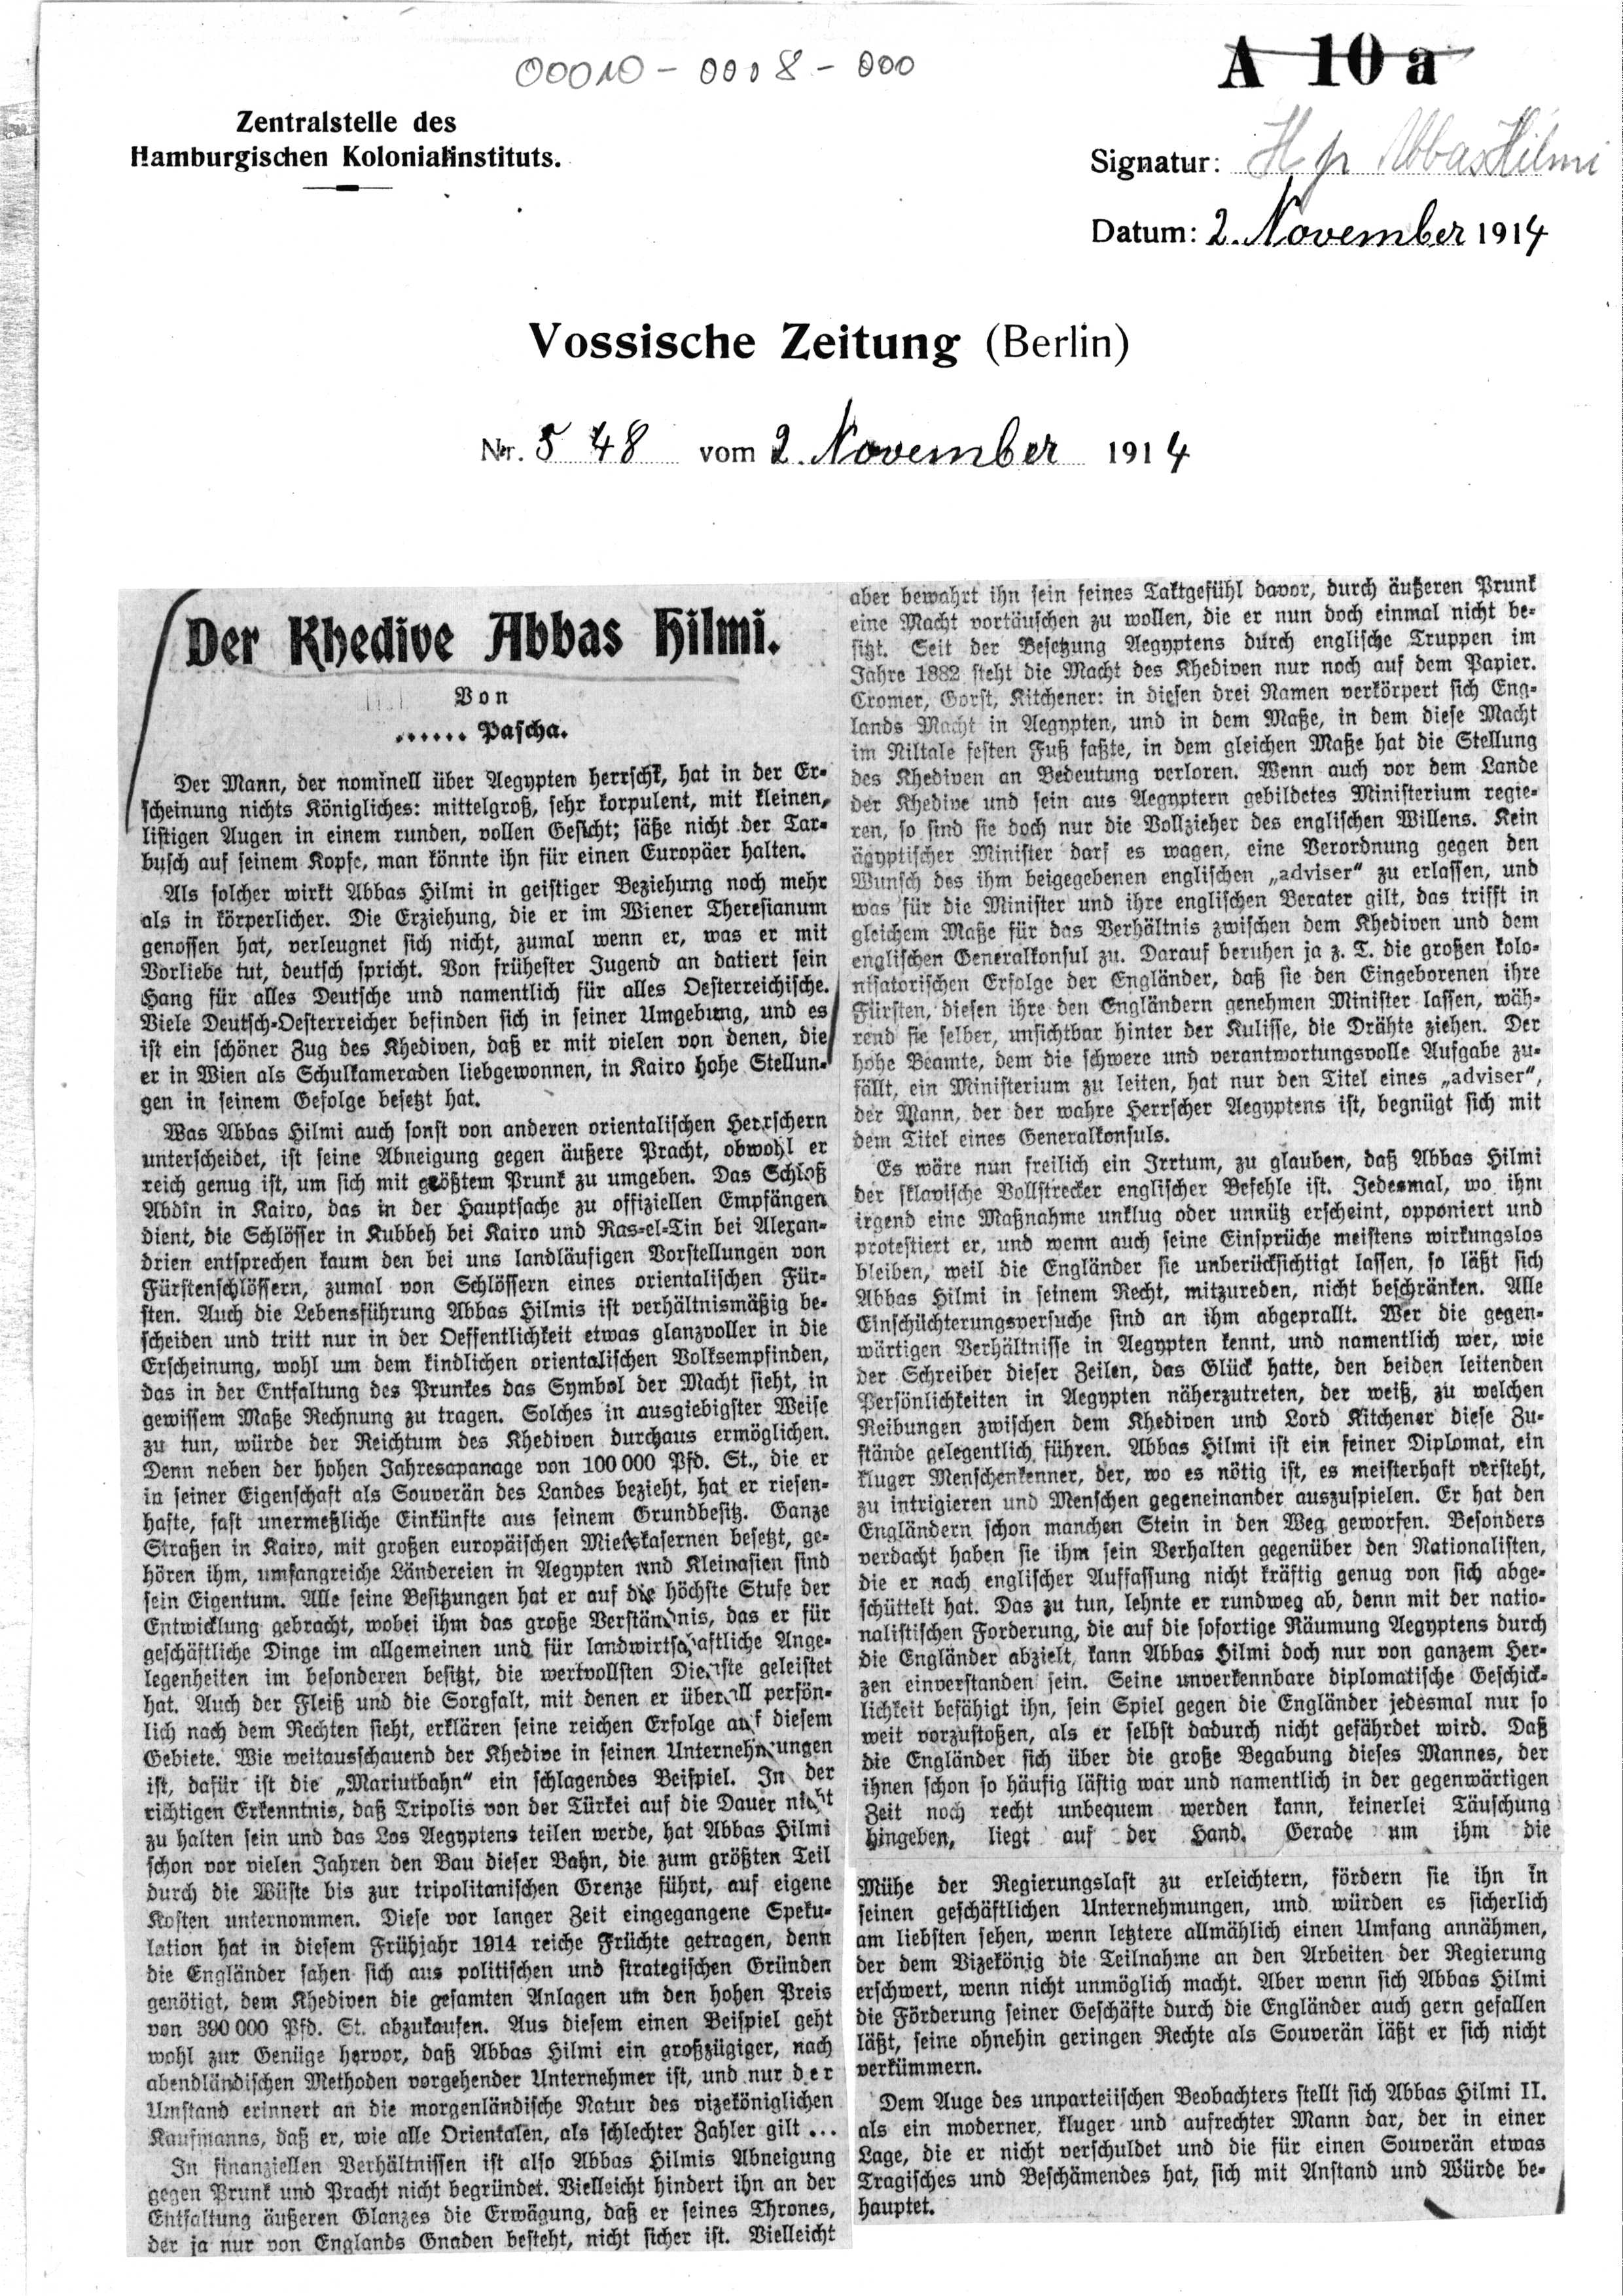 00010 - 0018 - 000
A 10 a
Zentralstelle des
Hamburgischen Kolonialinstituts.
Signatur: H p Abbas Hilmi
Datum: 2. November 1914
Vossische Zeitung (Berlin)
Nr. 548 vom 2. November 1914
Der Khedive Abbas Hilmi.
Von
...... Pascha.
Der Mann, der nominell über Aegypten herrscht, hat in der Er-
scheinung nichts Königliches: mittelgroß, sehr korpulent, mit kleinen,
listigen Augen in einem runden, vollen Gesicht; säße nicht der Tar-
busch auf seinem Kopfe, man könnte ihn für einen Europäer halten.
Als solcher wirkt Abbas Hilmi in geistiger Beziehung noch mehr
als in körperlicher. Die Erziehung, die er im Wiener Theresianum
genossen hat, verleugnet sich nicht, zumal wenn er, was er mit
Vorliebe tut, deutsch spricht. Von frühester Jugend an datiert sein
Hang für alles Deutsche und namentlich für alles Oesterreichische.
Viele Deutsch-Oesterreicher befinden sich in seiner Umgebung, und es
ist ein schöner Zug des Khediven, daß er mit vielen von denen, die
er in Wien als Schulkameraden liebgewonnen, in Kairo hohe Stellun-
gen in seinem Gefolge besetzt hat.
Was Abbas Hilmi auch sonst von anderen orientalischen Herrschern
unterscheidet, ist seine Abneigung gegen äußere Pracht, obwohl er
reich genug ist, um sich mit größtem Prunk zu umgeben. Das Schloß
Abdin in Kairo, das in der Hauptsache zu offiziellen Empfängen
dient, die Schlösser in Kubbeh bei Kairo und Ras-el-Tin bei Alexan-
drien entsprechen kaum den bei uns landläufigen Vorstellungen von
Fürstenschlössern, zumal von Schlössern eines orientalischen Für-
sten. Auch die Lebensführung Abbas Hilmis ist verhältnismäßig be-
scheiden und tritt nur in der Oeffentlichkeit etwas glanzvoller in die
Erscheinung, wohl um dem kindlichen orientalischen Volksempfinden,
das in der Entfaltung des Prunkes das Symbol der Macht sieht, in
gewissem Maße Rechnung zu tragen. Solches in ausgiebigster Weise
zu tun, würde der Reichtum des Khediven durchaus ermöglichen.
Denn neben der hohen Jahresapanage von 100 000 Pfd. St., die er
in seiner Eigenschaft als Souverän des Landes bezieht, hat er riesen-
hafte, fast unermeßliche Einkünfte aus seinem Grundbesitz. Ganze
Straßen in Kairo, mit großen europäischen Mietskasernen besetzt, ge-
hören ihm, umfangreiche Ländereien in Aegypten und Kleinasien sind
sein Eigentum. Alle seine Besitzungen hat er auf die höchste Stufe der
Entwicklung gebracht, wobei ihm das große Verständnis, das er für
geschäftliche Dinge im allgemeinen und für landwirtschaftliche Ange-
legenheiten im besonderen besitzt, die wertvollsten Dienste geleistet
hat. Auch der Fleiß und die Sorgfalt, mit denen er überall persön-
lich nach dem Rechten sieht, erklären seine reichen Erfolge auf diesem
Gebiete. Wie weitausschauend der Khedive in seinen Unternehmungen
ist, dafür ist die „Mariutbahn“ ein schlagendes Beispiel. In der
richtigen Erkenntnis, daß Tripolis von der Türkei auf die Dauer nicht
zu halten sein und das Los Aegyptens teilen werde, hat Abbas Hilmi
schon vor vielen Jahren den Bau dieser Bahn, die zum größten Teil
durch die Wüste bis zur tripolitanischen Grenze führt, auf eigene
Kosten unternommen. Diese vor langer Zeit eingegangene Speku-
lation hat in diesem Frühjahr 1914 reiche Früchte getragen, denn
die Engländer sahen sich aus politischen und strategischen Gründen
genötigt, dem Khediven die gesamten Anlagen um den hohen Preis
von 390 000 Pfd. St. abzukaufen. Aus diesem einen Beispiel geht
wohl zur Genüge hervor, daß Abbas Hilmi ein großzügiger, nach
abendländischen Methoden vorgehender Unternehmer ist, und nur der
Umstand erinnert an die morgenländische Natur des vizeköniglichen
Kaufmanns, daß er, wie alle Orientalen, als schlechter Zahler gilt ...
In finanziellen Verhältnissen ist also Abbas Hilmis Abneigung
gegen Prunk und Pracht nicht begründet. Vielleicht hindert ihn an der
Entfaltung äußeren Glanzes die Erwägung, daß er seines Thrones,
der ja nur von Englands Gnaden besteht, nicht sicher ist. Vielleicht
aber bewahrt ihn sein feines Taktgefühl davor, durch äußeren Prunk
eine Macht vortäuschen zu wollen, die er nun doch einmal nicht be-
sitzt. Seit der Besetzung Aegyptens durch englische Truppen im
Jahre 1882 steht die Macht des Khediven nur noch auf dem Papier.
Cromer, Gorst, Kitchener: in diesen drei Namen verkörpert sich Eng-
lands Macht in Aegypten, und in dem Maße, in dem diese Macht
im Niltale festen Fuß faßte, in dem gleichen Maße hat die Stellung
des Khediven an Bedeutung verloren. Wenn auch vor dem Lande
der Khedive und sein aus Aegyptern gebildetes Ministerium regie-
ren, so sind sie doch nur die Vollzieher des englischen Willens. Kein
ägyptischer Minister darf es wagen, eine Verordnung gegen den
Wunsch des ihm beigegebenen englischen „adviser“ zu erlassen, und
was für die Minister und ihre englischen Berater gilt, das trifft in
gleichem Maße für das Verhältnis zwischen dem Khediven und dem
englischen Generalkonsul zu. Darauf beruhen ja z. T. die großen kolo-
nisatorischen Erfolge der Engländer, daß sie den Eingeborenen ihre
Fürsten, diesen ihre den Engländern genehmen Minister lassen, wäh-
rend sie selber, unsichtbar hinter der Kulisse, die Drähte ziehen. Der
hohe Beamte, dem die schwere und verantwortungsvolle Aufgabe zu-
fällt, ein Ministerium zu leiten, hat nur den Titel eines „adviser“,
der Mann, der der wahre Herrscher Aegyptens ist, begnügt sich mit
dem Titel eines Generalkonsuls.
Es wäre nun freilich ein Irrtum, zu glauben, daß Abbas Hilmi
der sklavische Vollstrecker englischer Befehle ist. Jedesmal, wo ihm
irgend eine Maßnahme unklug oder unnütz erscheint, opponiert und
protestiert er, und wenn auch seine Einsprüche meistens wirkungslos
bleiben, weil die Engländer sie unberücksichtigt lassen, so läßt sich
Abbas Hilmi in seinem Recht, mitzureden, nicht beschränken. Alle
Einschüchterungsversuche sind an ihm abgeprallt. Wer die gegen-
wärtigen Verhältnisse in Aegypten kennt, und namentlich wer, wie
der Schreiber dieser Zeilen, das Glück hatte, den beiden leitenden
Persönlichkeiten in Aegypten näherzutreten, der weiß, zu welchen
Reibungen zwischen dem Khediven und Lord Kitchener diese Zu-
stände gelegentlich führen. Abbas Hilmi ist ein feiner Diplomat, ein
kluger Menschenkenner, der, wo es nötig ist, es meisterhaft versteht,
zu intrigieren und Menschen gegeneinander auszuspielen. Er hat den
Engländern schon manchen Stein in den Weg geworfen. Besonders
verdacht haben sie ihm sein Verhalten gegenüber den Nationalisten,
die er nach englischer Auffassung nicht kräftig genug von sich abge-
schüttelt hat. Das zu tun, lehnte er rundweg ab, denn mit der natio-
nalistischen Forderung, die auf die sofortige Räumung Aegyptens durch
die Engländer abzielt, kann Abbas Hilmi doch nur von ganzem Her-
zen einverstanden sein. Seine unverkennbare diplomatische Geschick-
lichkeit befähigt ihn, sein Spiel gegen die Engländer jedesmal nur so
weit vorzustoßen, als er selbst dadurch nicht gefährdet wird. Daß
die Engländer sich über die große Begabung dieses Mannes, der
ihnen schon so häufig lästig war und namentlich in der gegenwärtigen
Zeit noch recht unbequem werden kann, keinerlei Täuschung
hingeben, liegt auf der Hand. Gerade um ihm die
Mühe der Regierungslast zu erleichtern, fördern sie ihn in
seinen geschäftlichen Unternehmungen, und würden es sicherlich
am liebsten sehen, wenn letztere allmählich einen Umfang annähmen,
der dem Vizekönig die Teilnahme an den Arbeiten der Regierung
erschwert, wenn nicht unmöglich macht. Aber wenn sich Abbas Hilmi
die Förderung seiner Geschäfte durch die Engländer auch gern gefallen
läßt, seine ohnehin geringen Rechte als Souverän läßt er sich nicht
verkümmern.
Dem Auge des unparteiischen Beobachters stellt sich Abbas Hilmi II.
als ein moderner, kluger und aufrechter Mann dar, der in einer
Lage, die er nicht verschuldet und die für einen Souverän etwas
Tragisches und Beschämendes hat, sich mit Anstand und Würde be-
hauptet.